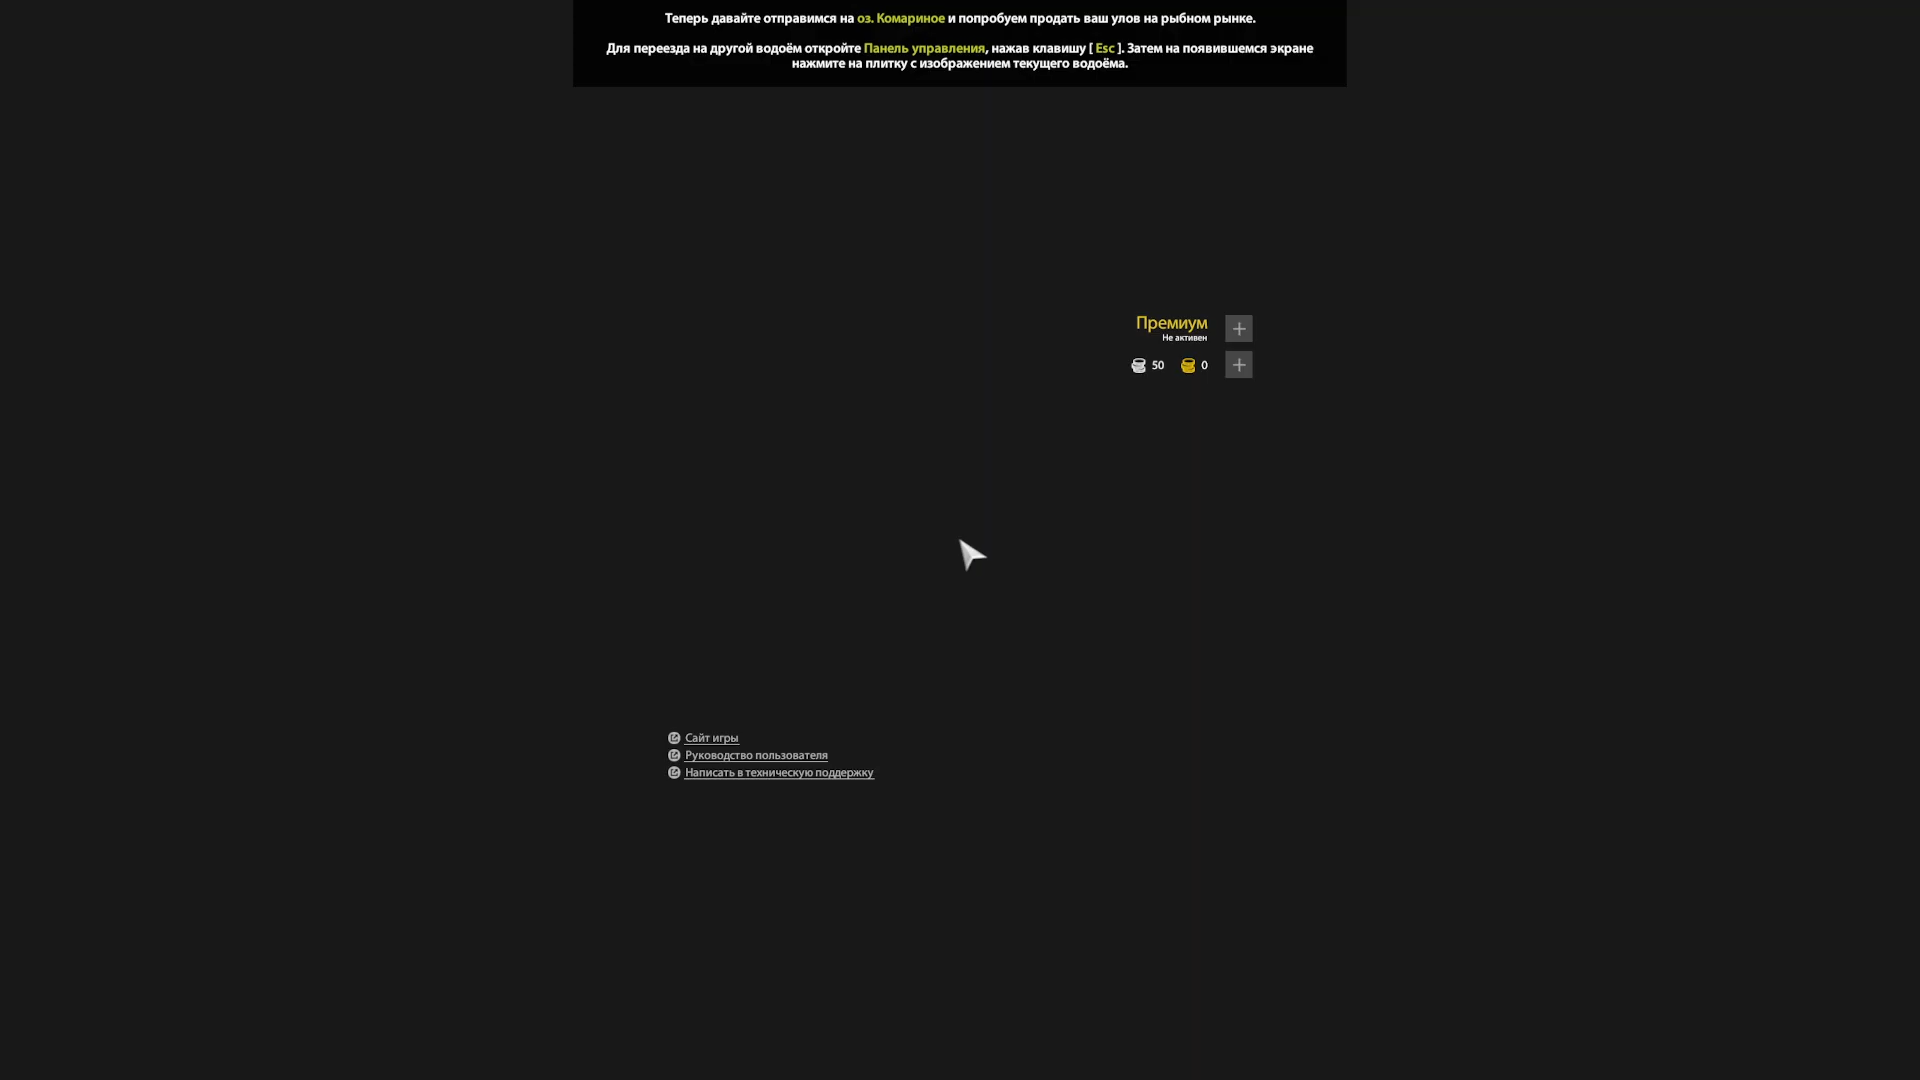 Теперь давайте отправимся на оз. Комариное и попробуем продать ваш улов на рыбном рынке.
Для переезда на другой водоём откройте Панель управления, нажав клавишу [ Esc ]. Затем на появившемся экране
нажмите на плитку с изображением текущего водоёма.
Премиум
Не активен
50 0
Сайт игры
Руководство пользователя
Написать в техническую поддержку